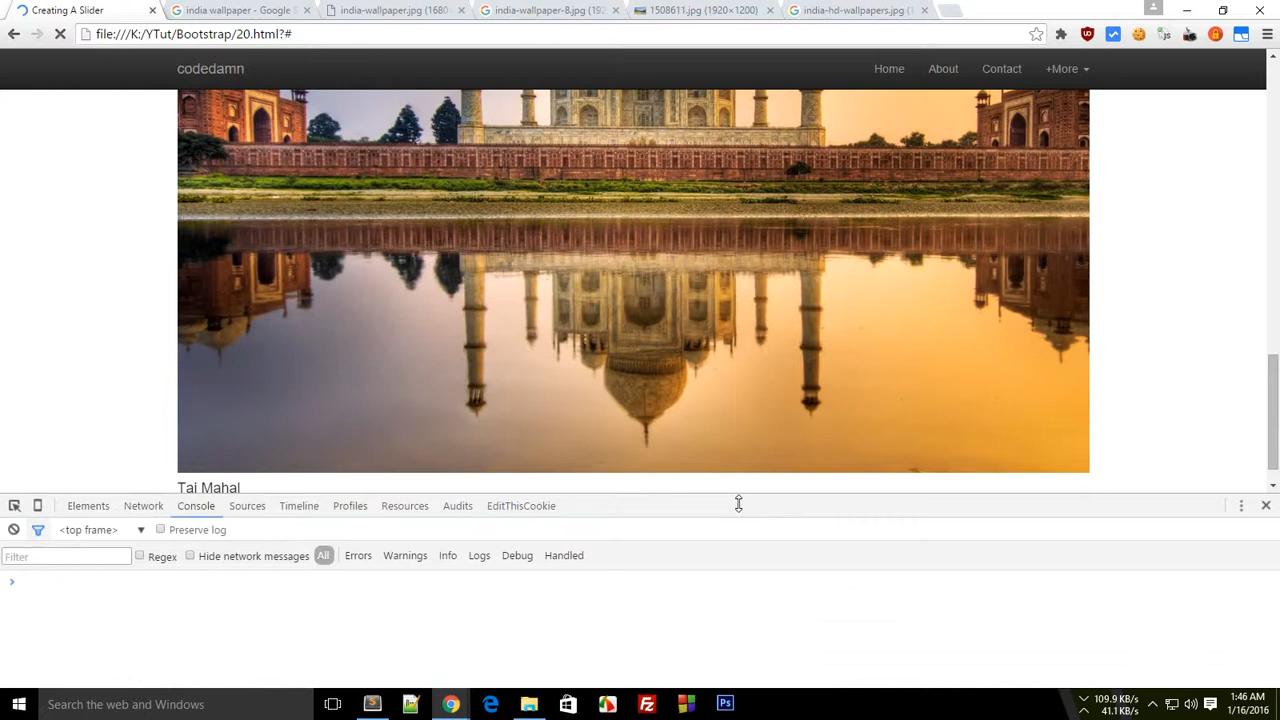 Creating A Slider
india wallpaper - Google S
india-wallpaper.jpg (1680
india-wallpaper-8.jpg (192
1508611.jpg (1920×1200)
india-hd-wallpapers.jpg (1
file:///K:/YTut/Bootstrap/20.html?#
codedamn
Home
About
Contact
+More
Taj Mahal
Elements
Network
Console
Sources
Timeline
Profiles
Resources
Audits
EditThisCookie
<top frame>
Preserve log
Filter
Regex
Hide network messages
All
Errors
Warnings
Info
Logs
Debug
Handled
Search the web and Windows
109.9 KB/s
41.1 KB/s
1:46 AM
1/16/2016